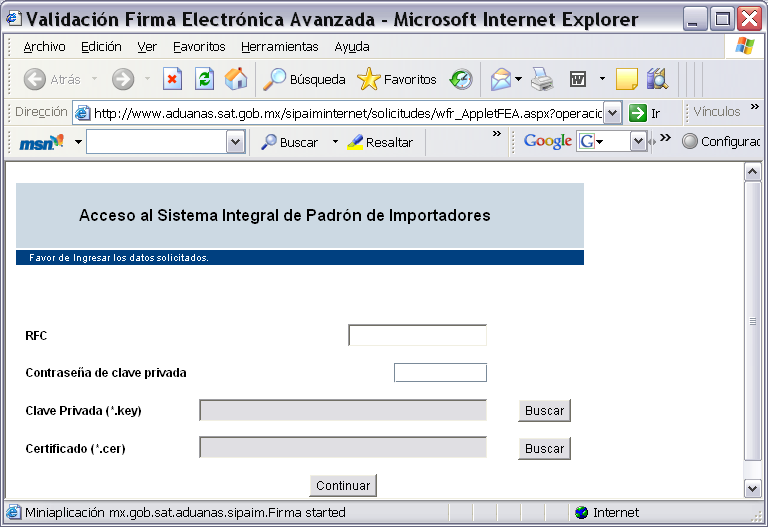 Validación Firma Electrónica Avanzada - Microsoft Internet Explorer
Archivo Edición Ver Favoritos Herramientas Ayuda
Atrás Búsqueda Favoritos
Dirección http://www.aduanas.sat.gob.mx/sipaiminternet/solicitudes/wfr_AppletFEA.aspx?operacio Ir Vínculos »
msn Buscar Resaltar » Google G » Configurac
Acceso al Sistema Integral de Padrón de Importadores
Favor de Ingresar los datos solicitados.
RFC
Contraseña de clave privada
Clave Privada (*.key) Buscar
Certificado (*.cer) Buscar
Continuar
Miniaplicación mx.gob.sat.aduanas.sipaim.Firma started Internet